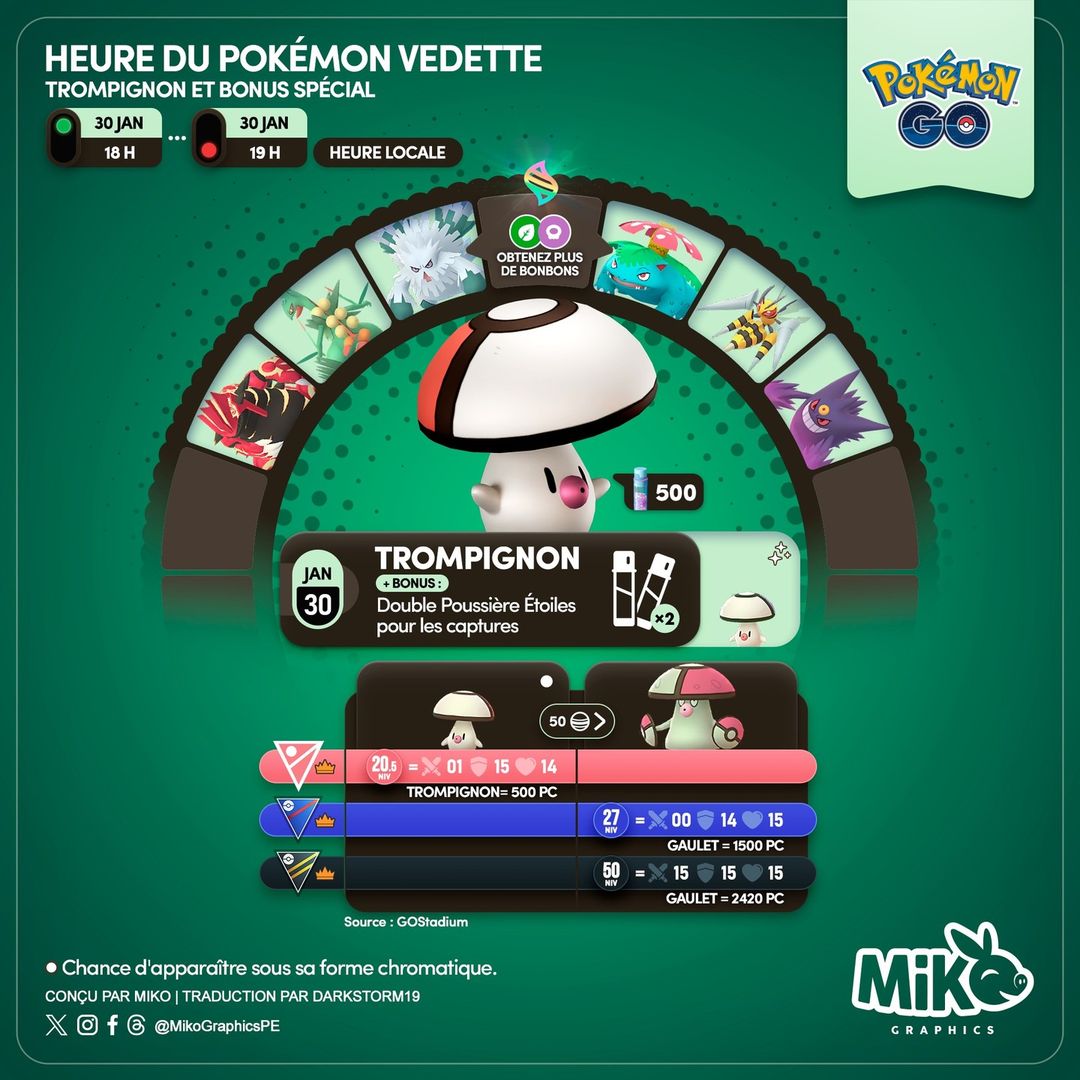 HEURE DU POKÉMON VEDETTE
TROMPIGNON ET BONUS SPÉCIAL
30 JAN
18 H
...
30 JAN
19 H
HEURE LOCALE
POKÉMON
GO
OBTENEZ PLUS
DE BONBONS
500
JAN
30
TROMPIGNON
+ BONUS :
Double Poussière Étoiles
pour les captures
×2
50
20.5 NIV = 01 15 14
TROMPIGNON= 500 PC
27 NIV = 00 14 15
GAULET = 1500 PC
50 NIV = 15 15 15
GAULET = 2420 PC
Source : GOStadium
Chance d'apparaître sous sa forme chromatique.
CONÇU PAR MIKO | TRADUCTION PAR DARKSTORM19
@MikoGraphicsPE
MiKO
GRAPHICS